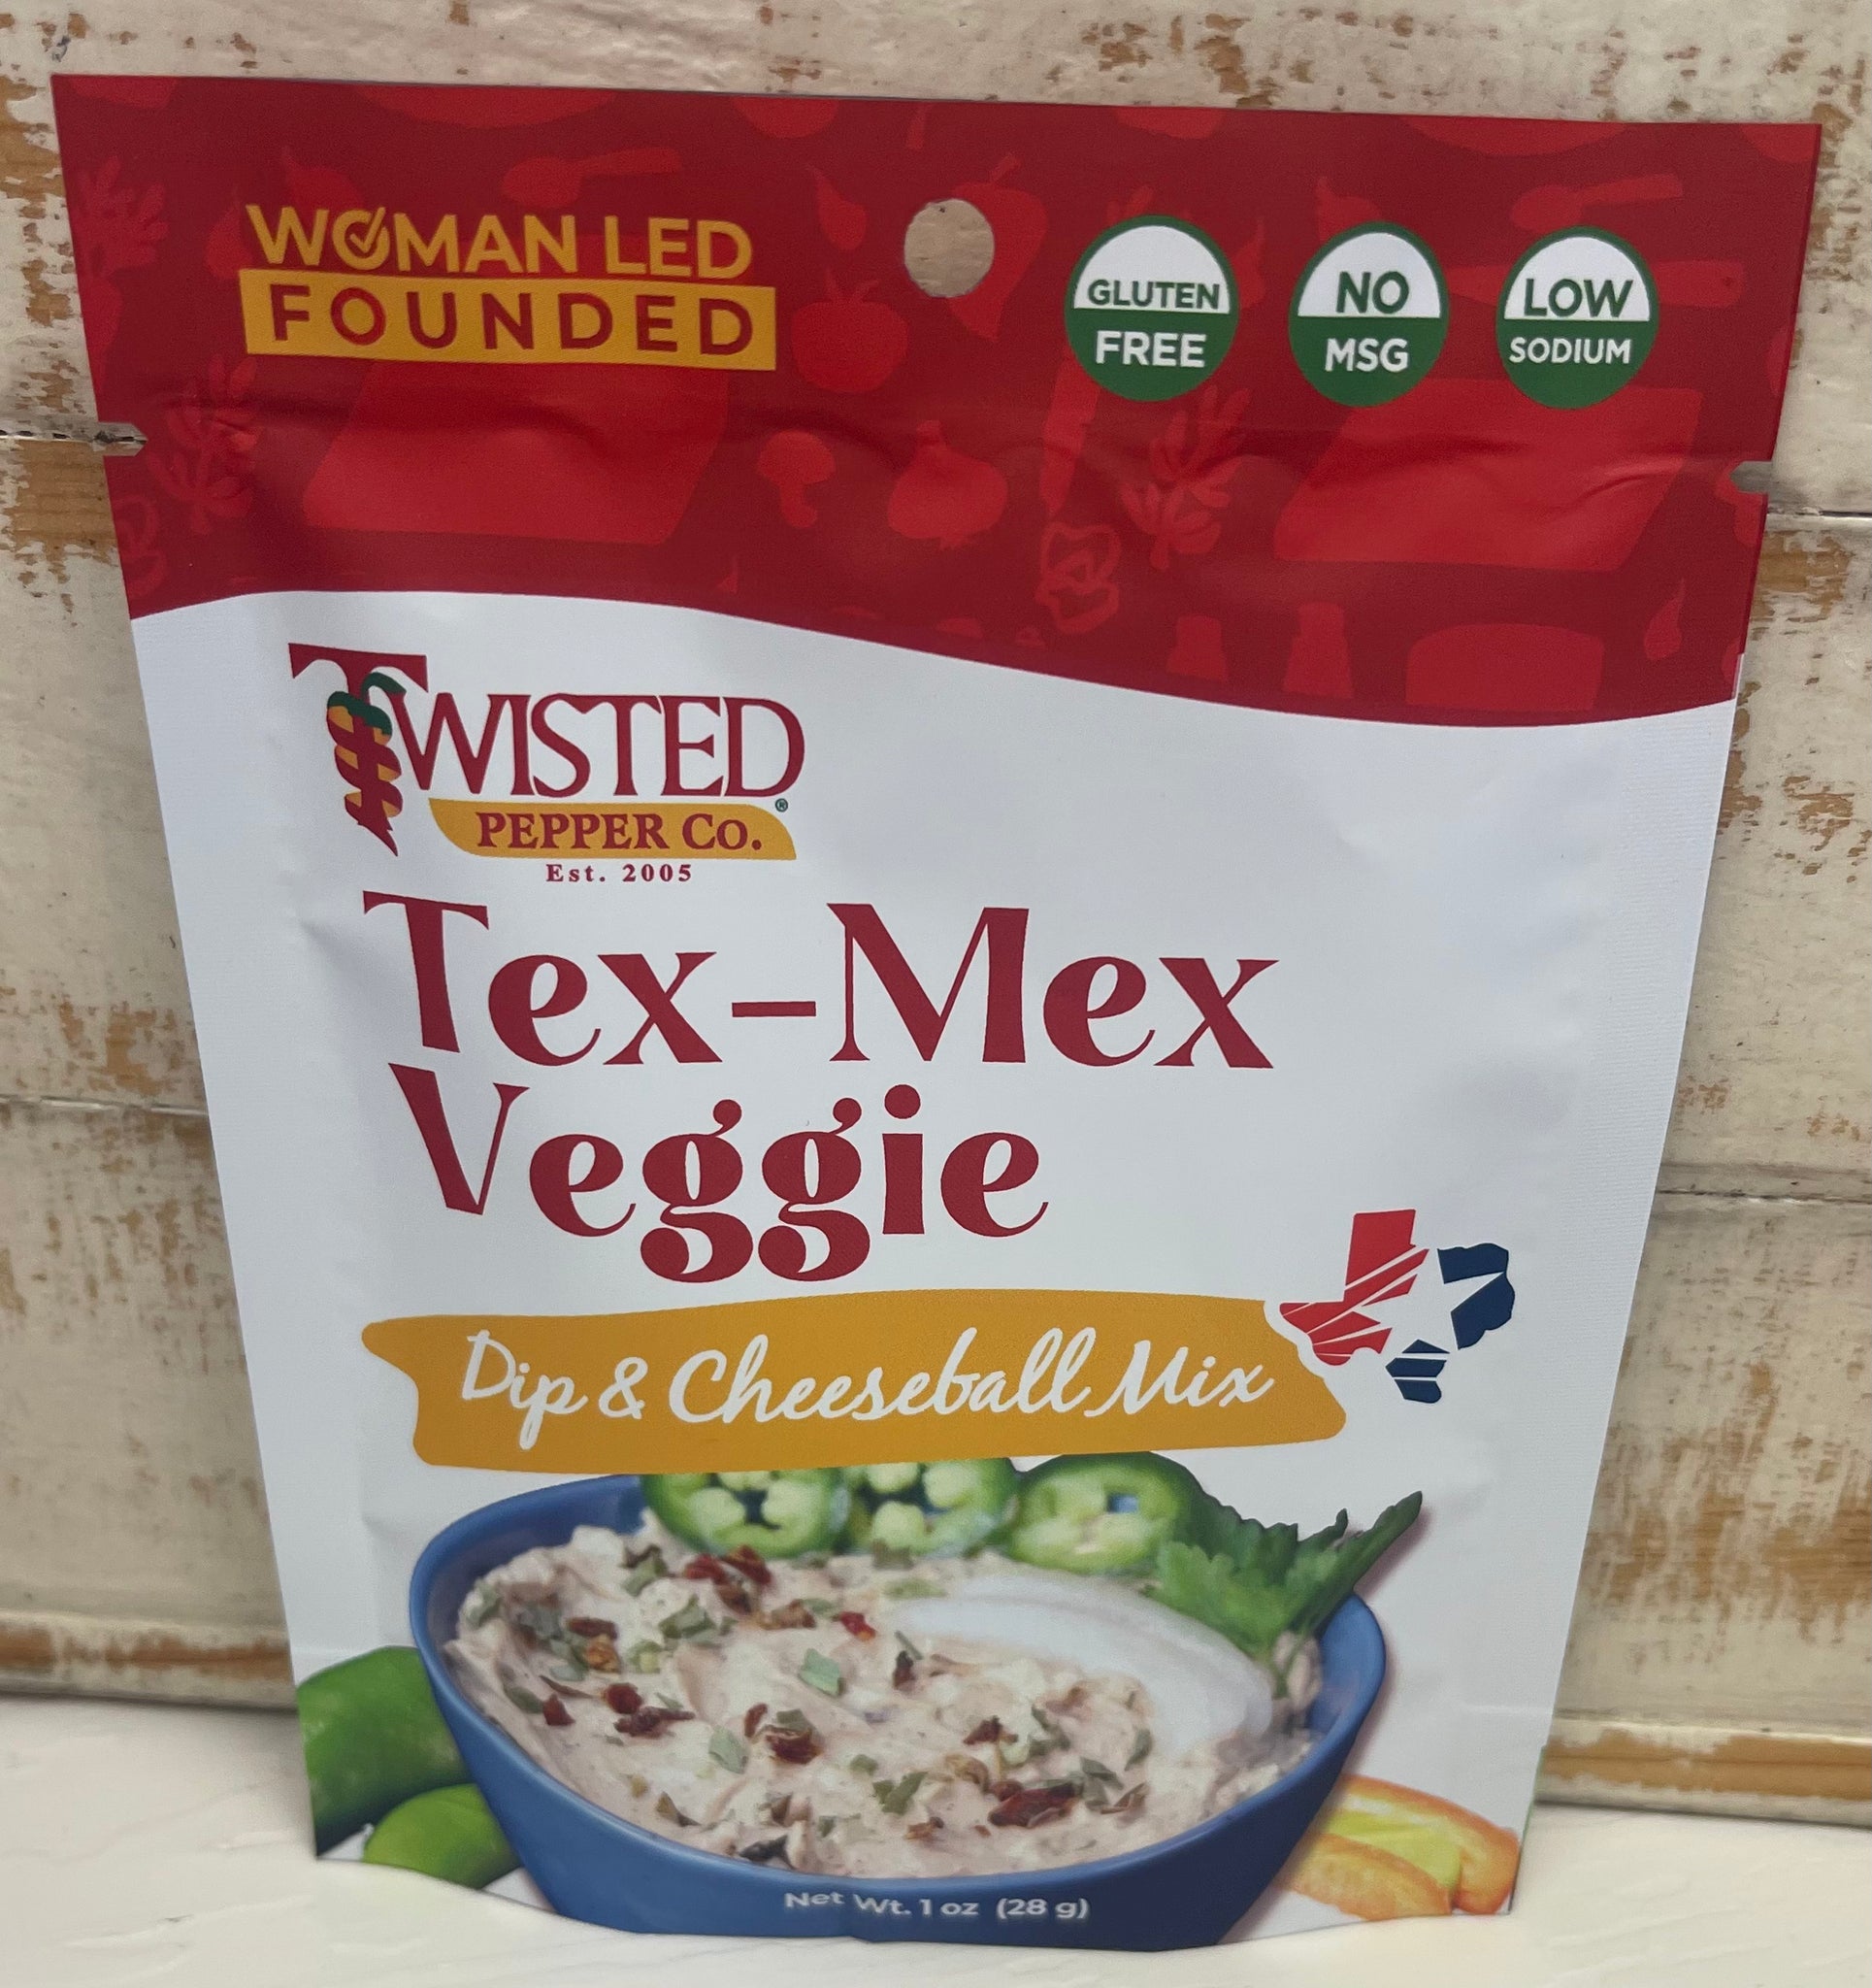 WOMAN LED
FOUNDED
GLUTEN
FREE
NO
MSG
LOW
SODIUM
TWISTED
PEPPER Co.®
Est. 2005
Tex-Mex
Veggie
Dip & Cheeseball Mix
Net Wt. 1 oz (28 g)